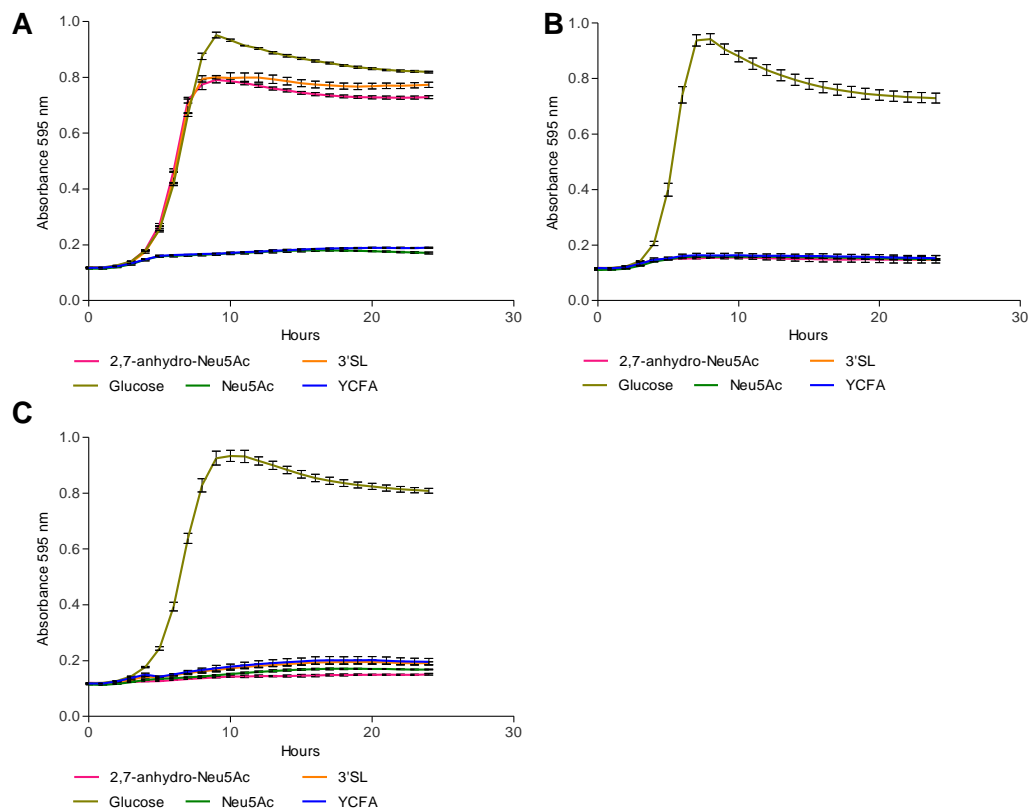 A
1.0
0.8
0.6
0.4
0.2
0.0
Absorbance 595 nm
0 10 20 30
Hours
2,7-anhydro-Neu5Ac 3'SL
Glucose Neu5Ac YCFA
B
1.0
0.8
0.6
0.4
0.2
0.0
Absorbance 595 nm
0 10 20 30
Hours
2,7-anhydro-Neu5Ac 3'SL
Glucose Neu5Ac YCFA
C
1.0
0.8
0.6
0.4
0.2
0.0
Absorbance 595 nm
0 10 20 30
Hours
2,7-anhydro-Neu5Ac 3'SL
Glucose Neu5Ac YCFA